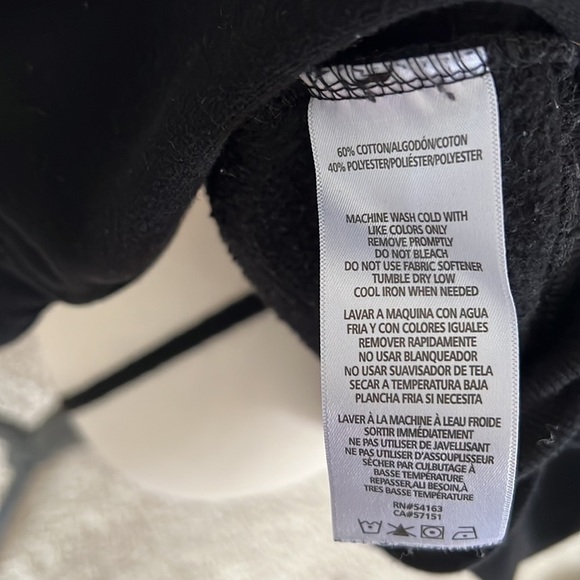 60% COTTON/ALGODÓN/COTON
40% POLYESTER/POLIÉSTER/POLYESTER
MACHINE WASH COLD WITH
LIKE COLORS ONLY
REMOVE PROMPTLY
DO NOT BLEACH
DO NOT USE FABRIC SOFTENER
TUMBLE DRY LOW
COOL IRON WHEN NEEDED
LAVAR A MAQUINA CON AGUA
FRIA Y CON COLORES IGUALES
REMOVER RAPIDAMENTE
NO USAR BLANQUEADOR
NO USAR SUAVISADOR DE TELA
SECAR A TEMPERATURA BAJA
PLANCHA FRIA SI NECESITA
LAVER À LA MACHINE À LEAU FROIDE
SORTIR IMMÉDIATEMENT
NE PAS UTILISER DE JAVELLISANT
NE PAS UTILISER D'ASSOUPLISSEUR
SÉCHER PAR CULBUTAGE À
BASSE TEMPÉRATURE
REPASSER,AU BESOIN,À
TRES BASSE TEMPÉRATURE
RN#54163
CA#57151